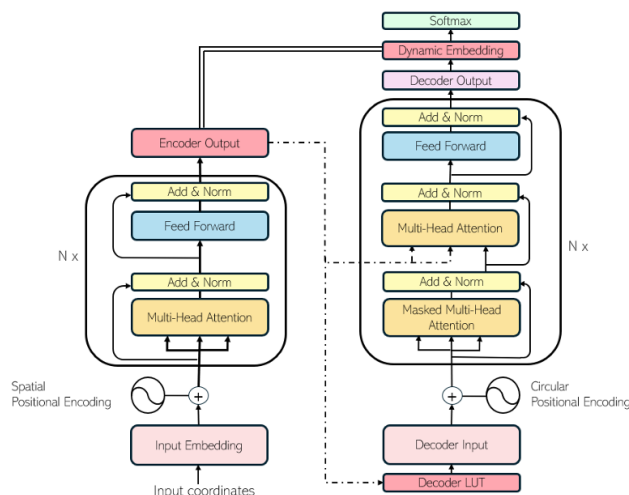 Softmax
Dynamic Embedding
Decoder Output
Add & Norm
Feed Forward
Add & Norm
Multi-Head Attention
N x
Add & Norm
Masked Multi-Head
Attention
+
Circular
Positional Encoding
Decoder Input
Decoder LUT
Encoder Output
Add & Norm
Feed Forward
N x
Add & Norm
Multi-Head Attention
Spatial
Positional Encoding
+
Input Embedding
Input coordinates